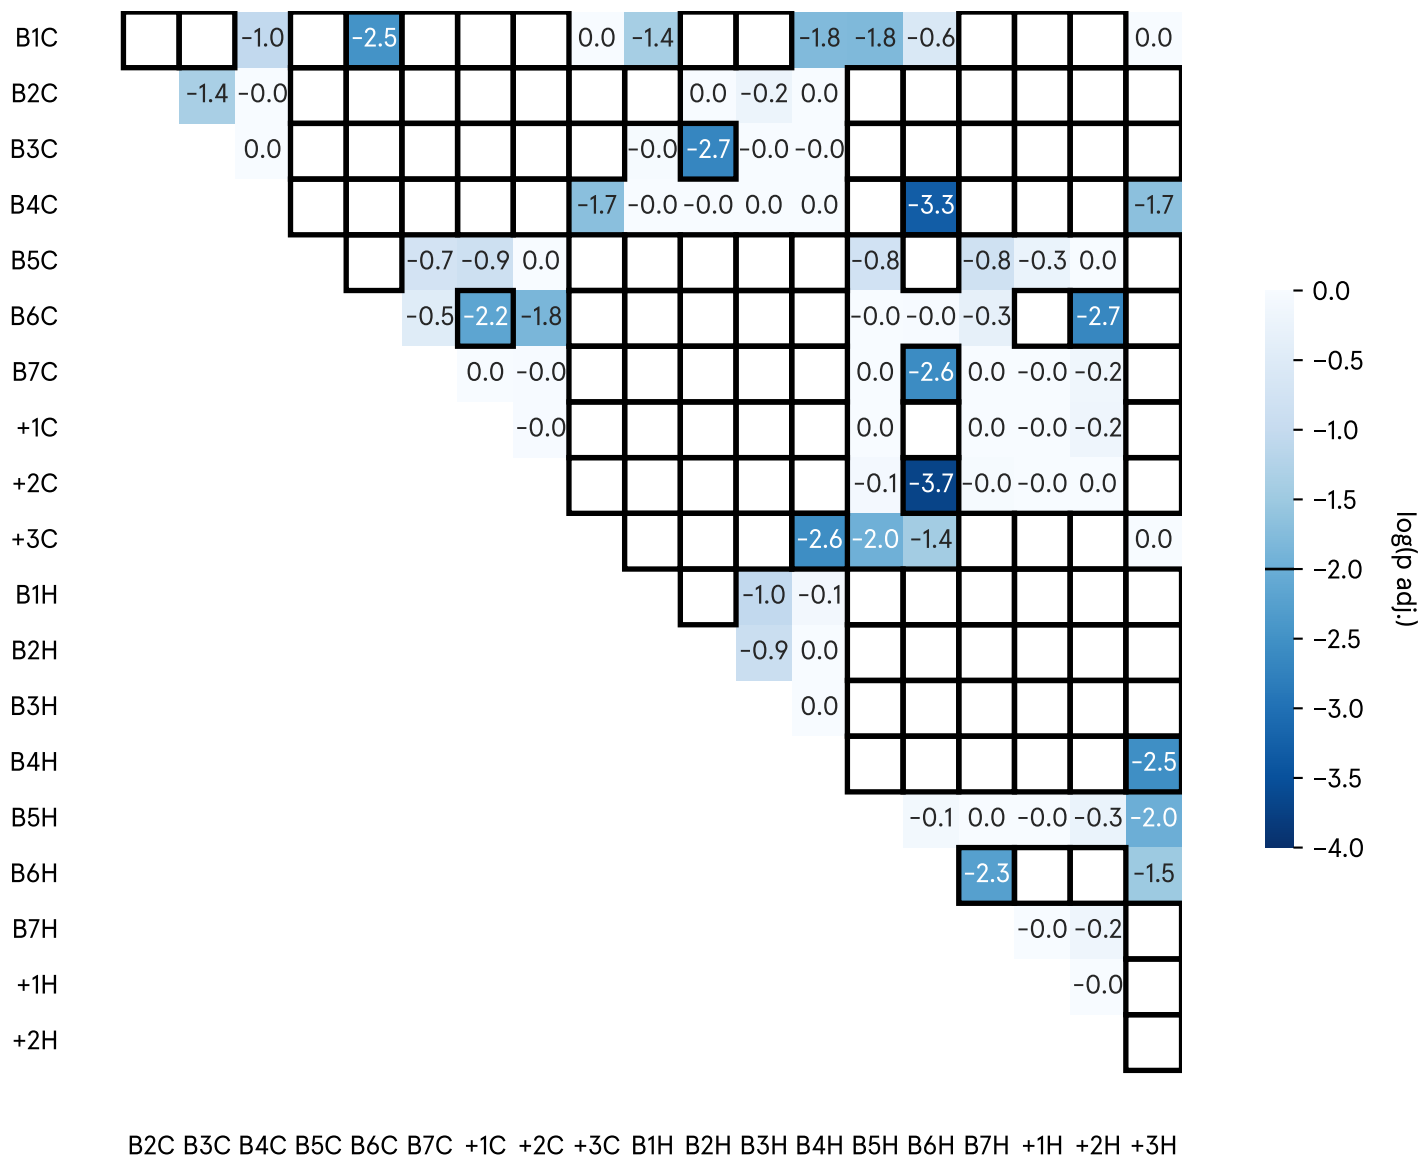 B1C −1.0 −2.5 0.0 −1.4 −1.8 −1.8 −0.6 0.0
B2C −1.4 −0.0 0.0 −0.2 0.0
B3C 0.0 −0.0 −2.7 −0.0 −0.0
B4C −1.7 −0.0 −0.0 0.0 0.0 −3.3 −1.7
B5C −0.7 −0.9 0.0 −0.8 −0.8 −0.3 0.0
B6C −0.5 −2.2 −1.8 −0.0 −0.0 −0.3 −2.7
B7C 0.0 −0.0 0.0 −2.6 0.0 −0.0 −0.2
+1C −0.0 0.0 0.0 −0.0 −0.2
+2C −0.1 −3.7 −0.0 −0.0 0.0
+3C −2.6 −2.0 −1.4 0.0
B1H −1.0 −0.1
B2H −0.9 0.0
B3H 0.0
B4H −2.5
B5H −0.1 0.0 −0.0 −0.3 −2.0
B6H −2.3 −1.5
B7H −0.0 −0.2
+1H −0.0
+2H
B2C B3C B4C B5C B6C B7C +1C +2C +3C B1H B2H B3H B4H B5H B6H B7H +1H +2H +3H
0.0
−0.5
−1.0
−1.5
−2.0
−2.5
−3.0
−3.5
−4.0
log(p adj.)